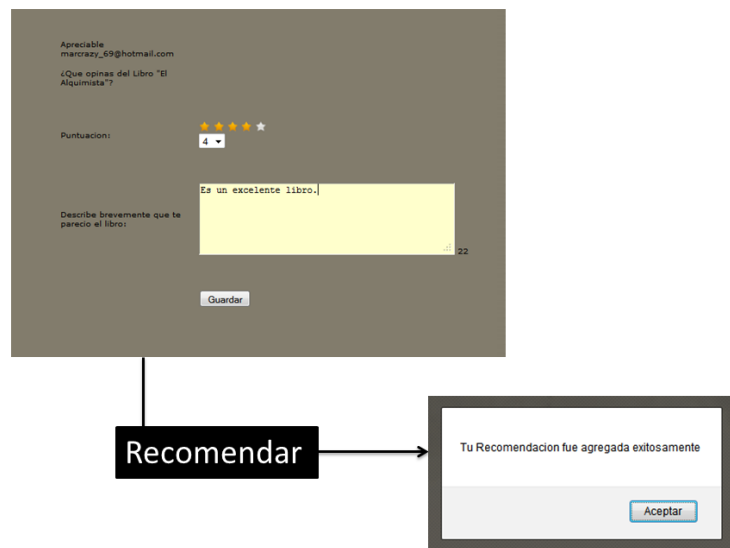 Apreciable
marcrazy_69@hotmail.com
¿Que opinas del Libro "El
Alquimista"?
Puntuacion:
4
Describe brevemente que te
parecio el libro:
Es un excelente libro.
22
Guardar
Recomendar
Tu Recomendacion fue agregada exitosamente
Aceptar